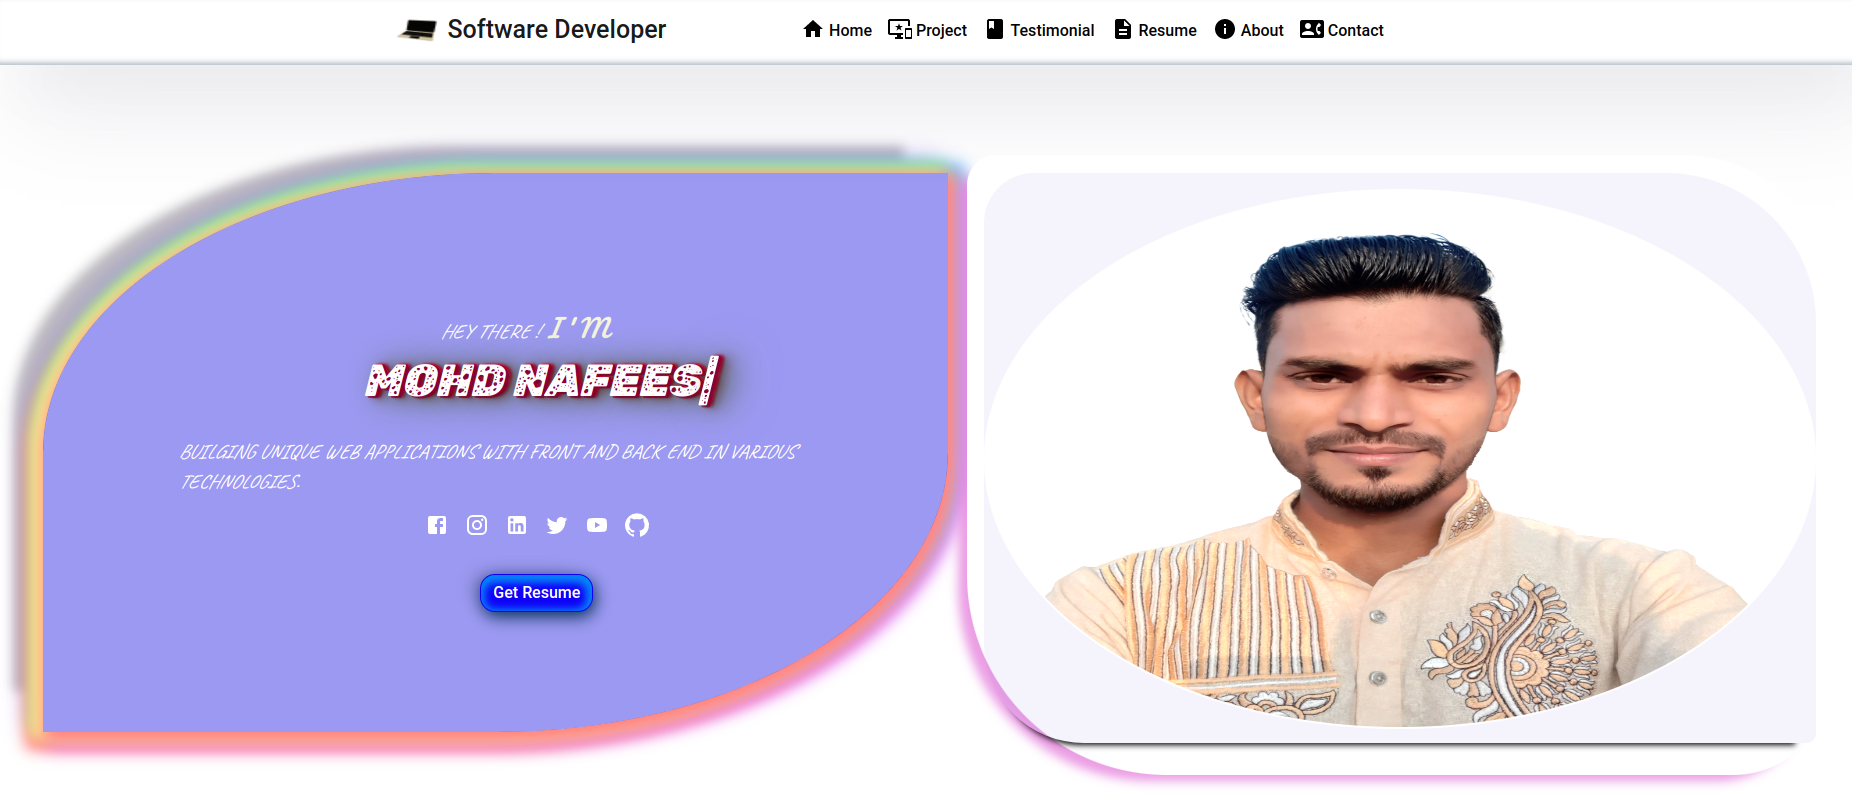 Software Developer
Home Project Testimonial Resume About Contact
HEY THERE ! I'm
MOHD NAFEES|
BUILGING UNIQUE WEB APPLICATIONS WITH FRONT AND BACK END IN VARIOUS
TECHNOLOGIES.
Get Resume